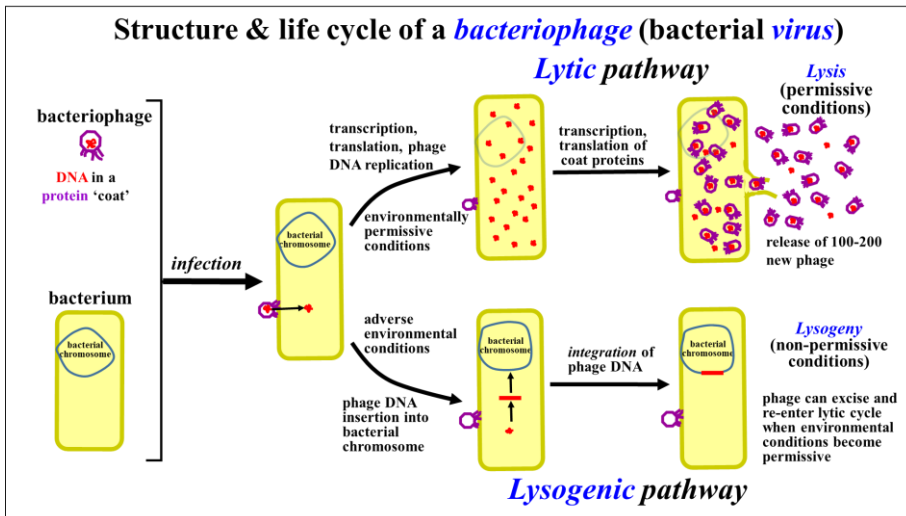 Structure & life cycle of a bacteriophage (bacterial virus)
Lytic pathway
bacteriophage
DNA in a
protein ‘coat’
bacterium
bacterial
chromosome
infection
bacterial
chromosome
transcription,
translation, phage
DNA replication
environmentally
permissive
conditions
transcription,
translation of
coat proteins
Lysis
(permissive
conditions)
release of 100-200
new phage
adverse
environmental
conditions
phage DNA
insertion into
bacterial
chromosome
bacterial
chromosome
integration of
phage DNA
bacterial
chromosome
Lysogeny
(non-permissive
conditions)
phage can excise and
re-enter lytic cycle
when environmental
conditions become
permissive
Lysogenic pathway